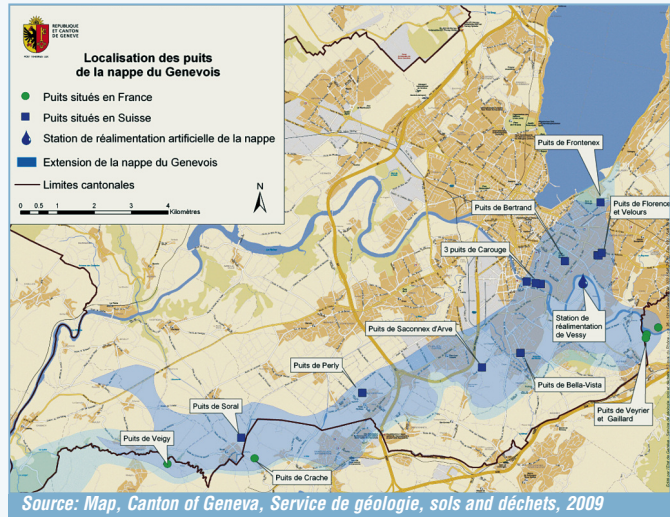 REPUBLIQUE
ET CANTON
DE GENEVE
POST TENEBRAS LUX
Localisation des puits
de la nappe du Genevois
Puits situés en France
Puits situés en Suisse
Station de réalimentation artificielle de la nappe
Extension de la nappe du Genevois
Limites cantonales
0 0.5 1 2 3 4
Kilomètres
N
Puits de Frontenex
Puits de Florence
et Velours
Puits de Bertrand
3 puits de Carouge
Station de
réalimentation
de Vessy
Puits de Saconnex d'Arve
Puits de Bella-Vista
Puits de Perly
Puits de Veyrier
et Gaillard
Puits de Soral
Puits de Veigy
Puits de Crache
Source: Map, Canton of Geneva, Service de géologie, sols and déchets, 2009